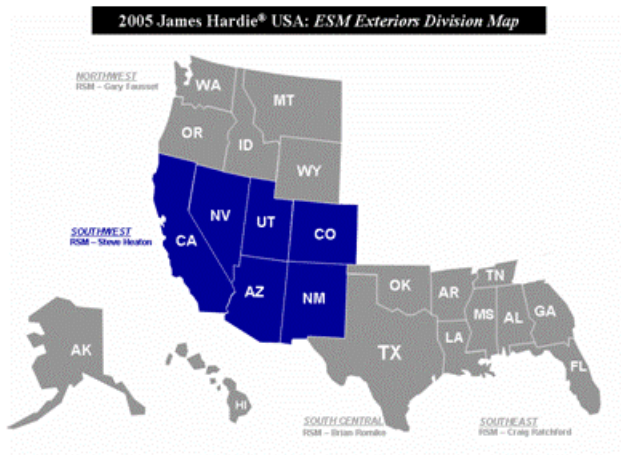 2005 James Hardie® USA: ESM Exteriors Division Map
NORTHWEST
RSM – Gary Fausset
WA
MT
OR
ID
WY
SOUTHWEST
RSM – Steve Heaton
NV
UT
CA
CO
AZ
NM
OK
AR
TN
MS
AL
GA
LA
TX
FL
AK
HI
SOUTH CENTRAL
RSM – Brian Romike
SOUTHEAST
RSM – Craig Ratchford